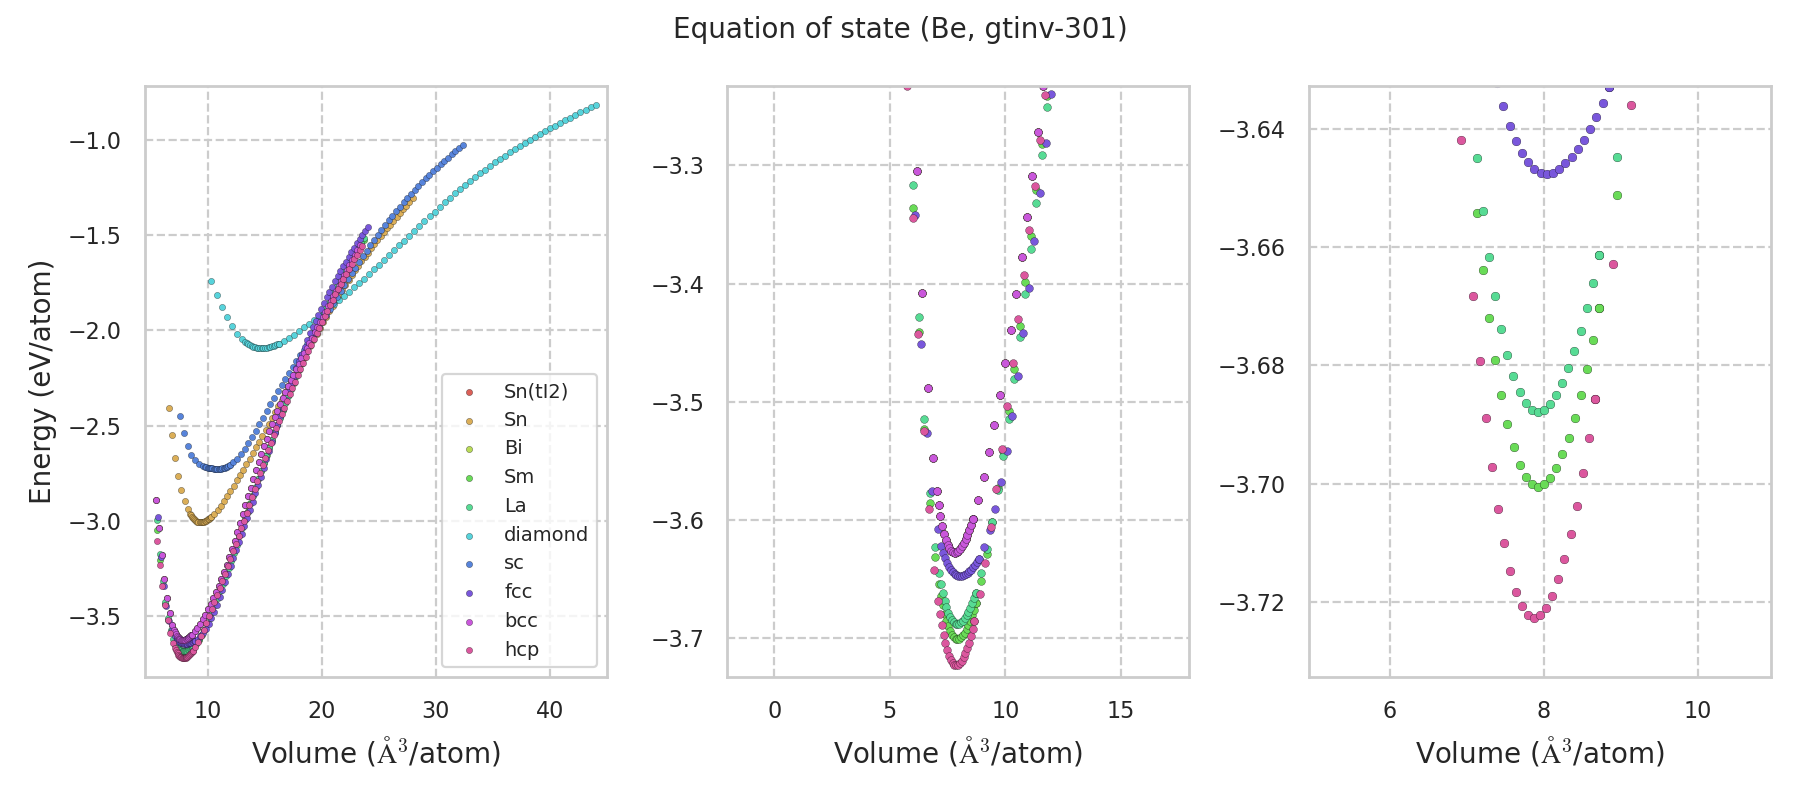 Equation of state (Be, gtinv-301)
Energy (eV/atom)
−1.0
−1.5
−2.0
−2.5
−3.0
−3.5
10
20
30
40
Volume (Å³/atom)
Sn(tI2)
Sn
Bi
Sm
La
diamond
sc
fcc
bcc
hcp
−3.3
−3.4
−3.5
−3.6
−3.7
0
5
10
15
Volume (Å³/atom)
−3.64
−3.66
−3.68
−3.70
−3.72
6
8
10
Volume (Å³/atom)